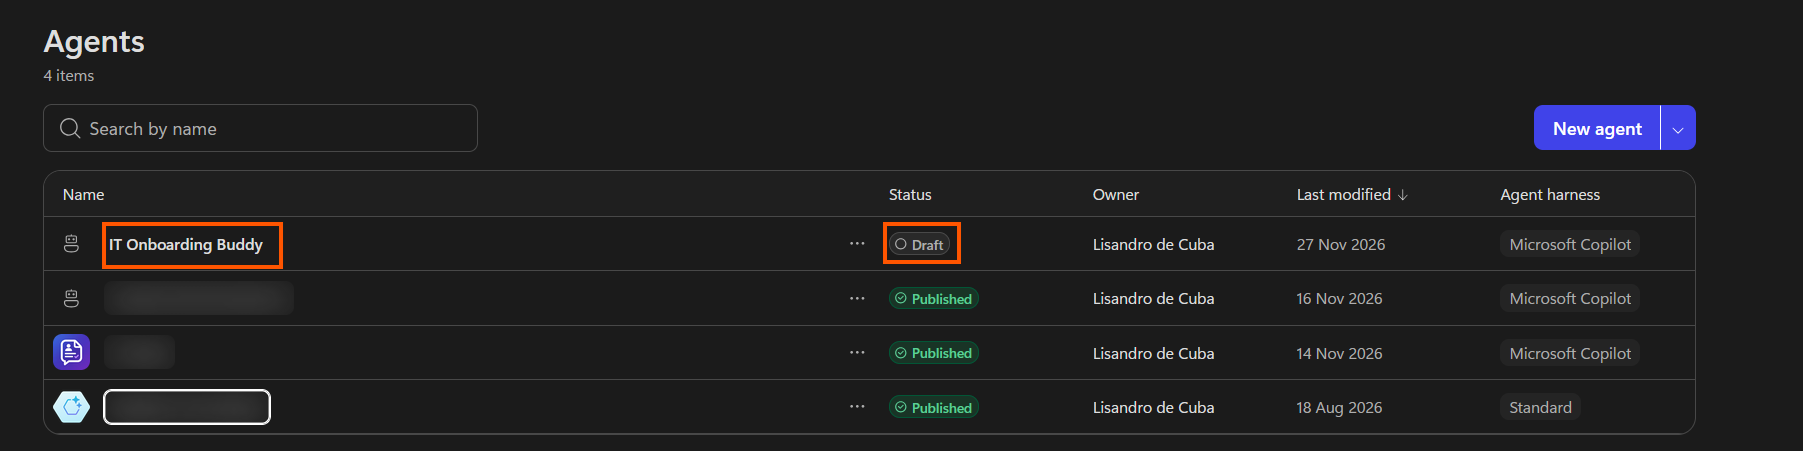 Agents
4 items
Search by name
New agent
Name Status Owner Last modified ↓ Agent harness
IT Onboarding Buddy ··· Draft Lisandro de Cuba 27 Nov 2026 Microsoft Copilot
··· Published Lisandro de Cuba 16 Nov 2026 Microsoft Copilot
··· Published Lisandro de Cuba 14 Nov 2026 Microsoft Copilot
··· Published Lisandro de Cuba 18 Aug 2026 Standard